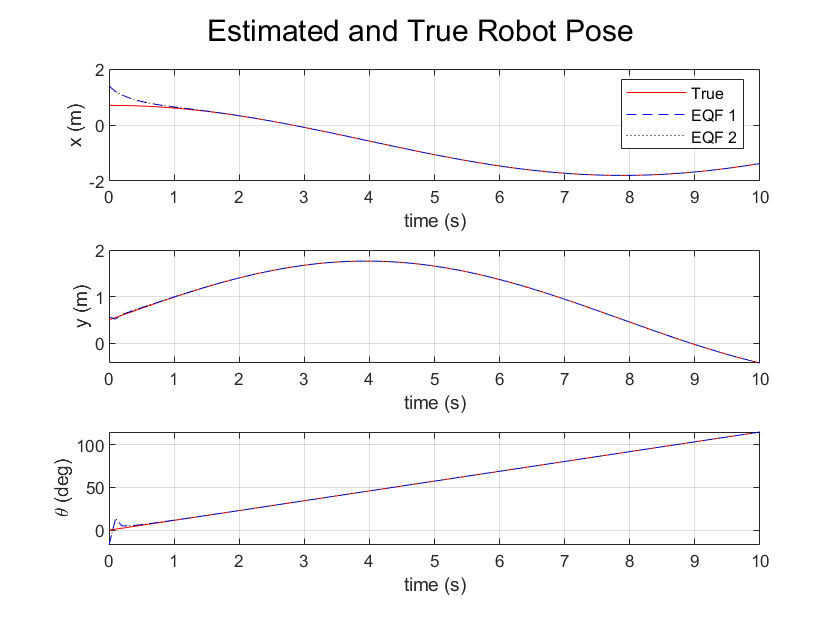 Estimated and True Robot Pose
2
0
-2
x (m)
True
EQF 1
EQF 2
0 1 2 3 4 5 6 7 8 9 10
time (s)
2
1
0
y (m)
0 1 2 3 4 5 6 7 8 9 10
time (s)
100
50
0
θ (deg)
0 1 2 3 4 5 6 7 8 9 10
time (s)